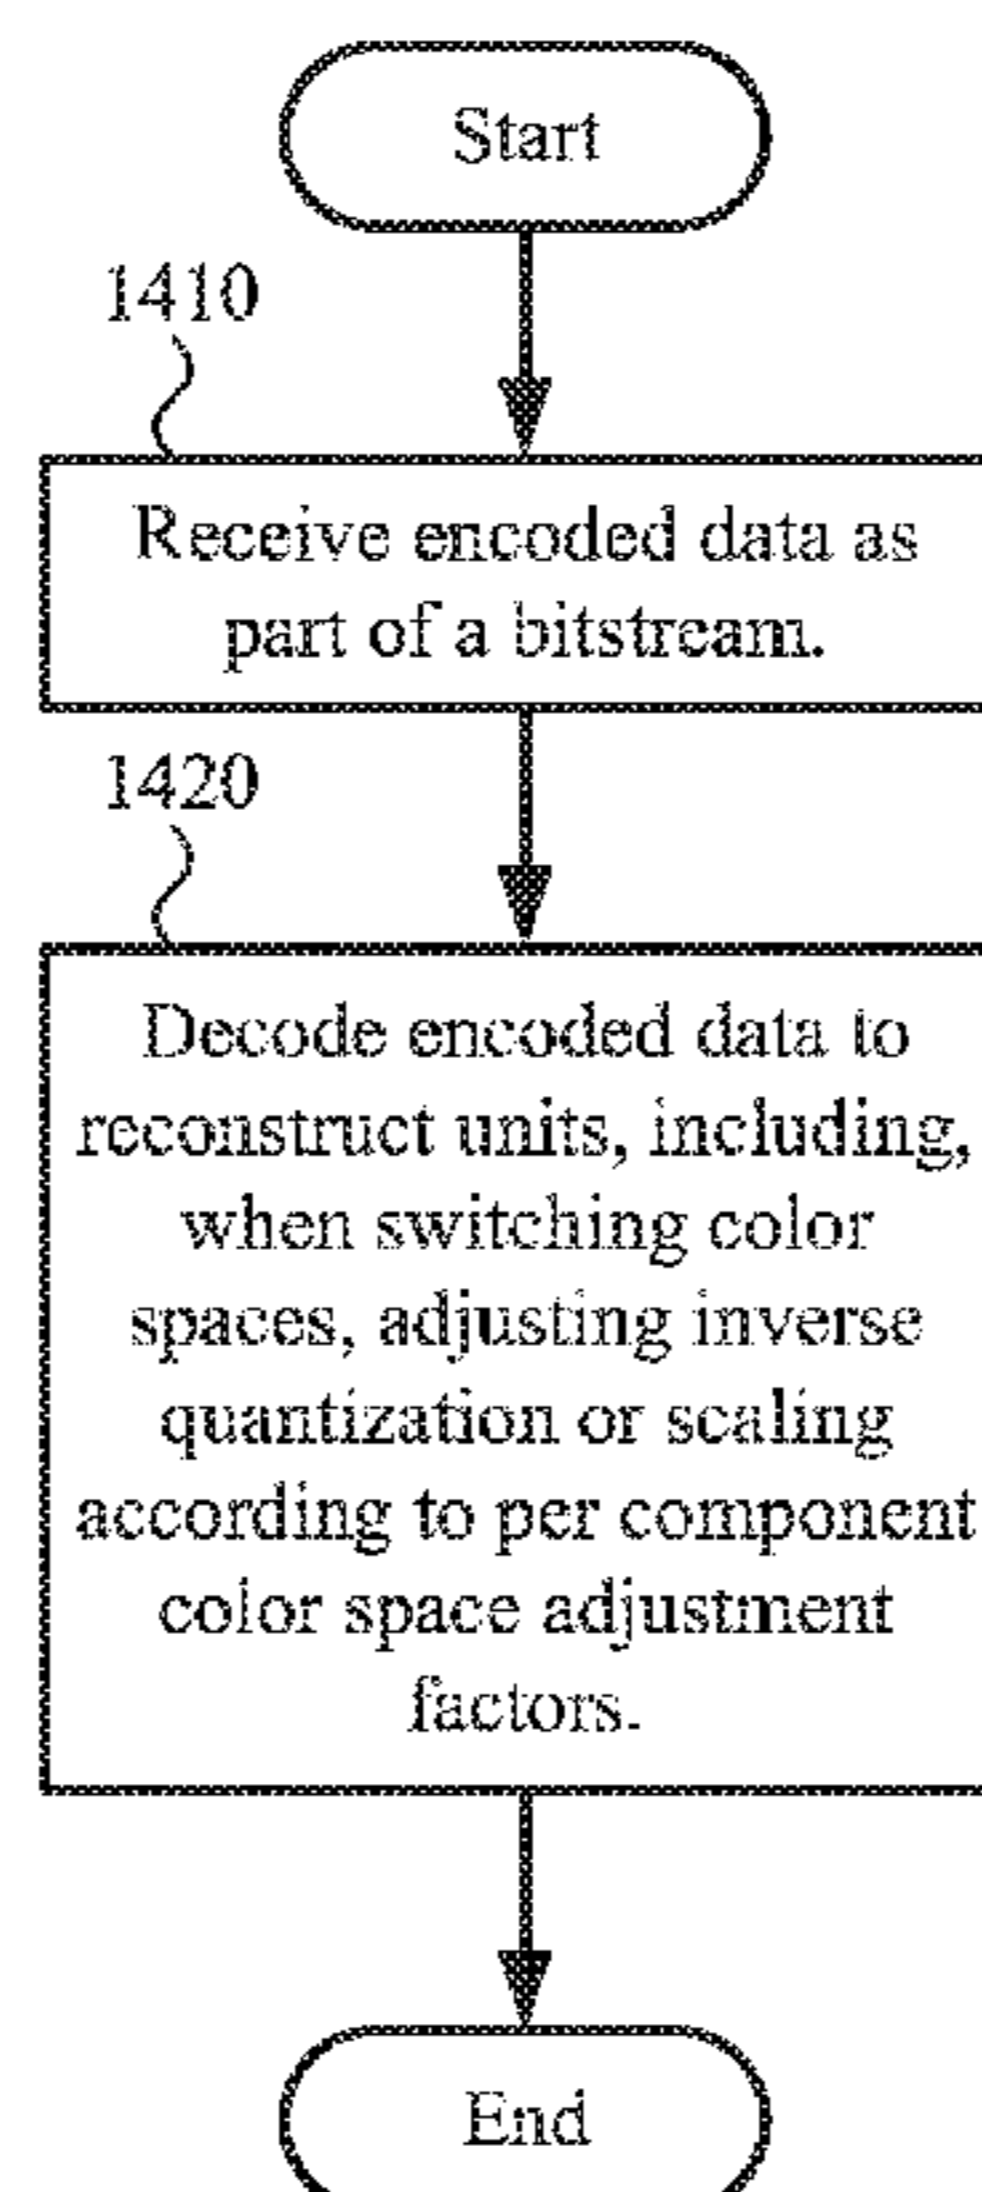 Start
1410
Receive encoded data as
part of a bitstream.
1420
Decode encoded data to
reconstruct units, including,
when switching color
spaces, adjusting inverse
quantization or scaling
according to per component
color space adjustment
factors.
End